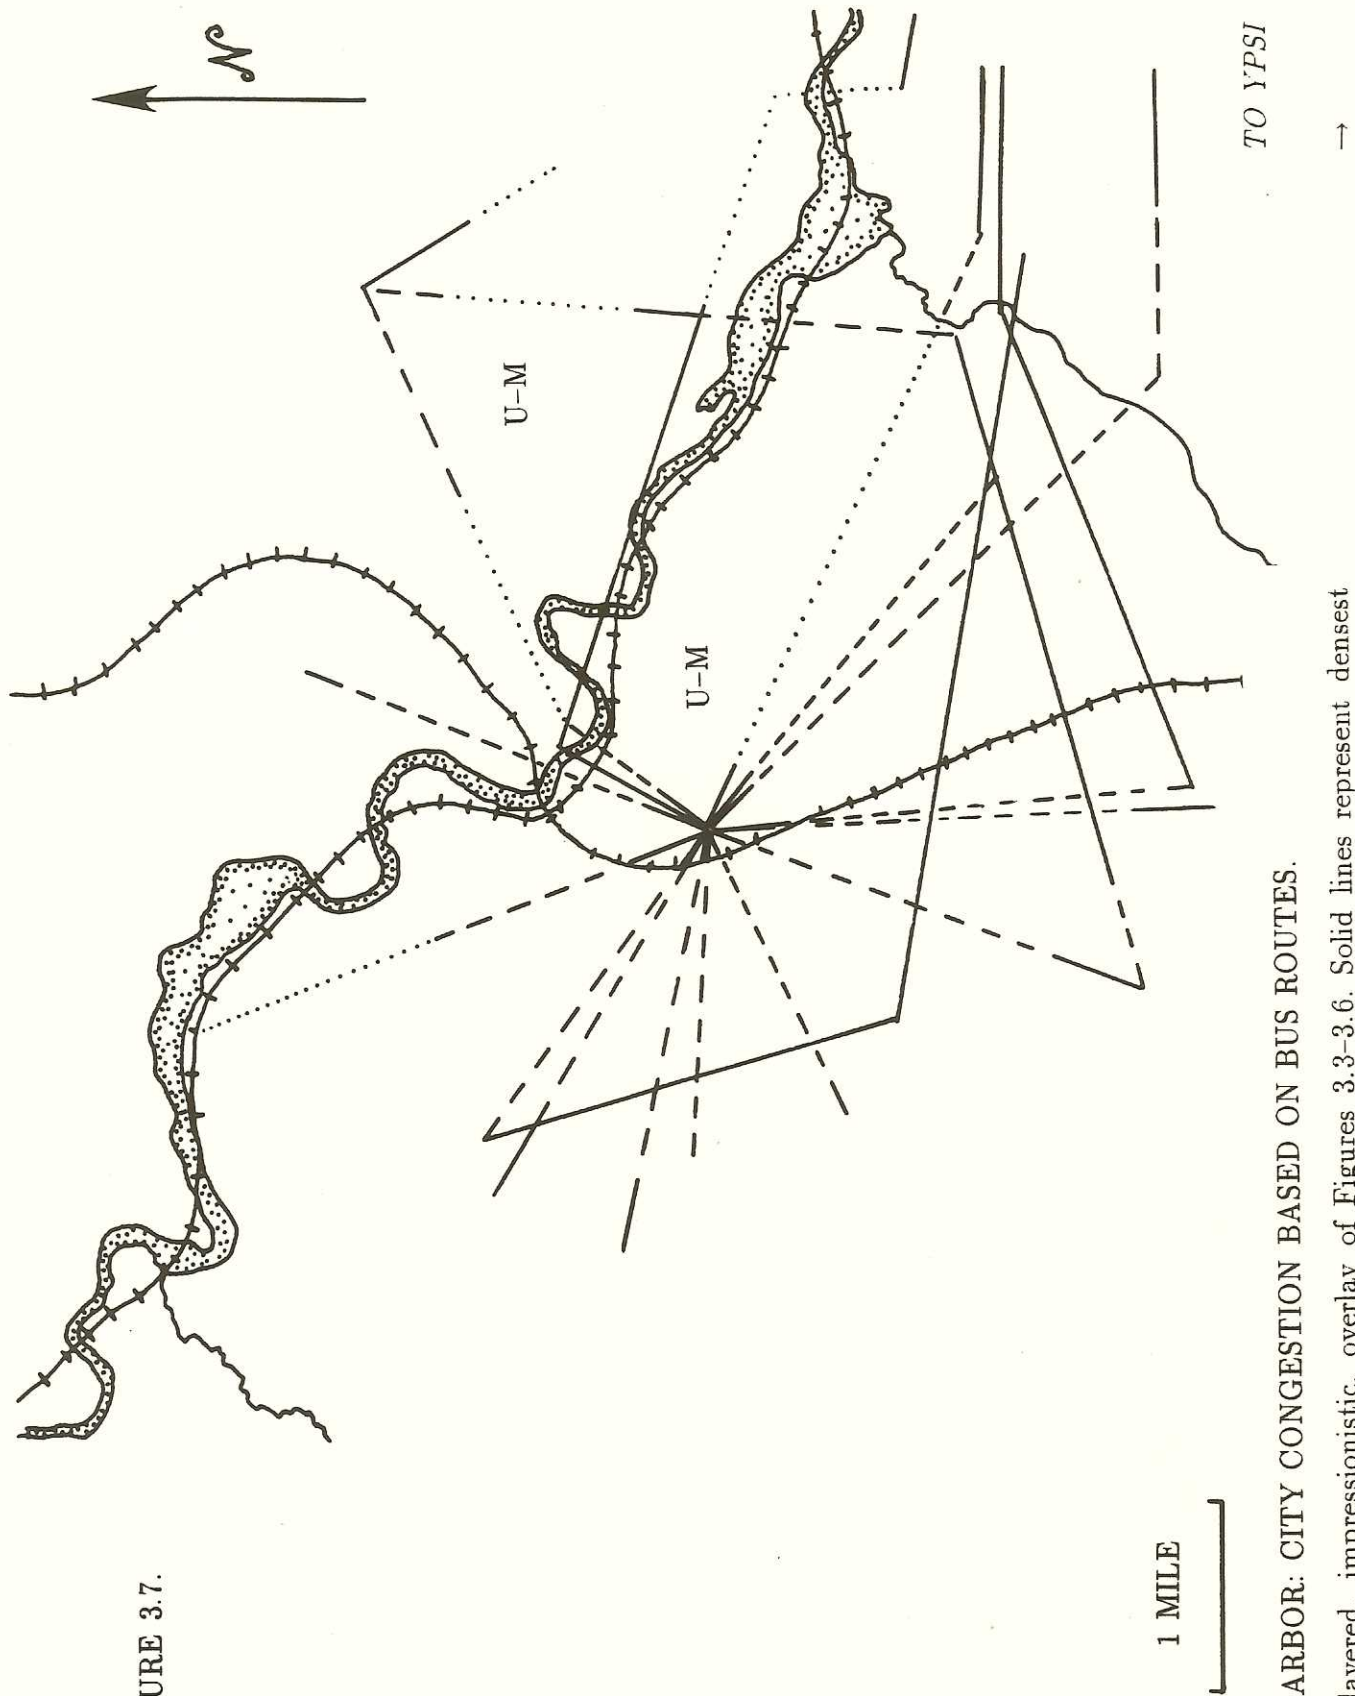 URE 3.7.
N
U–M
U–M
1 MILE
TO YPSI
→
ARBOR: CITY CONGESTION BASED ON BUS ROUTES.
layered, impressionistic, overlay of Figures 3.3–3.6. Solid lines represent densest